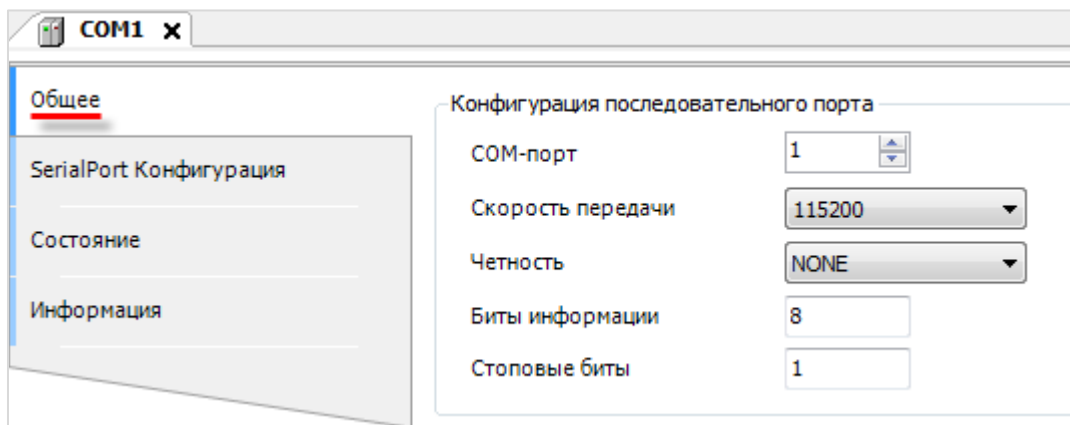 COM1
Общее
Конфигурация последовательного порта
COM-порт 1
SerialPort Конфигурация
Скорость передачи 115200
Состояние
Четность NONE
Информация
Биты информации 8
Стоповые биты 1